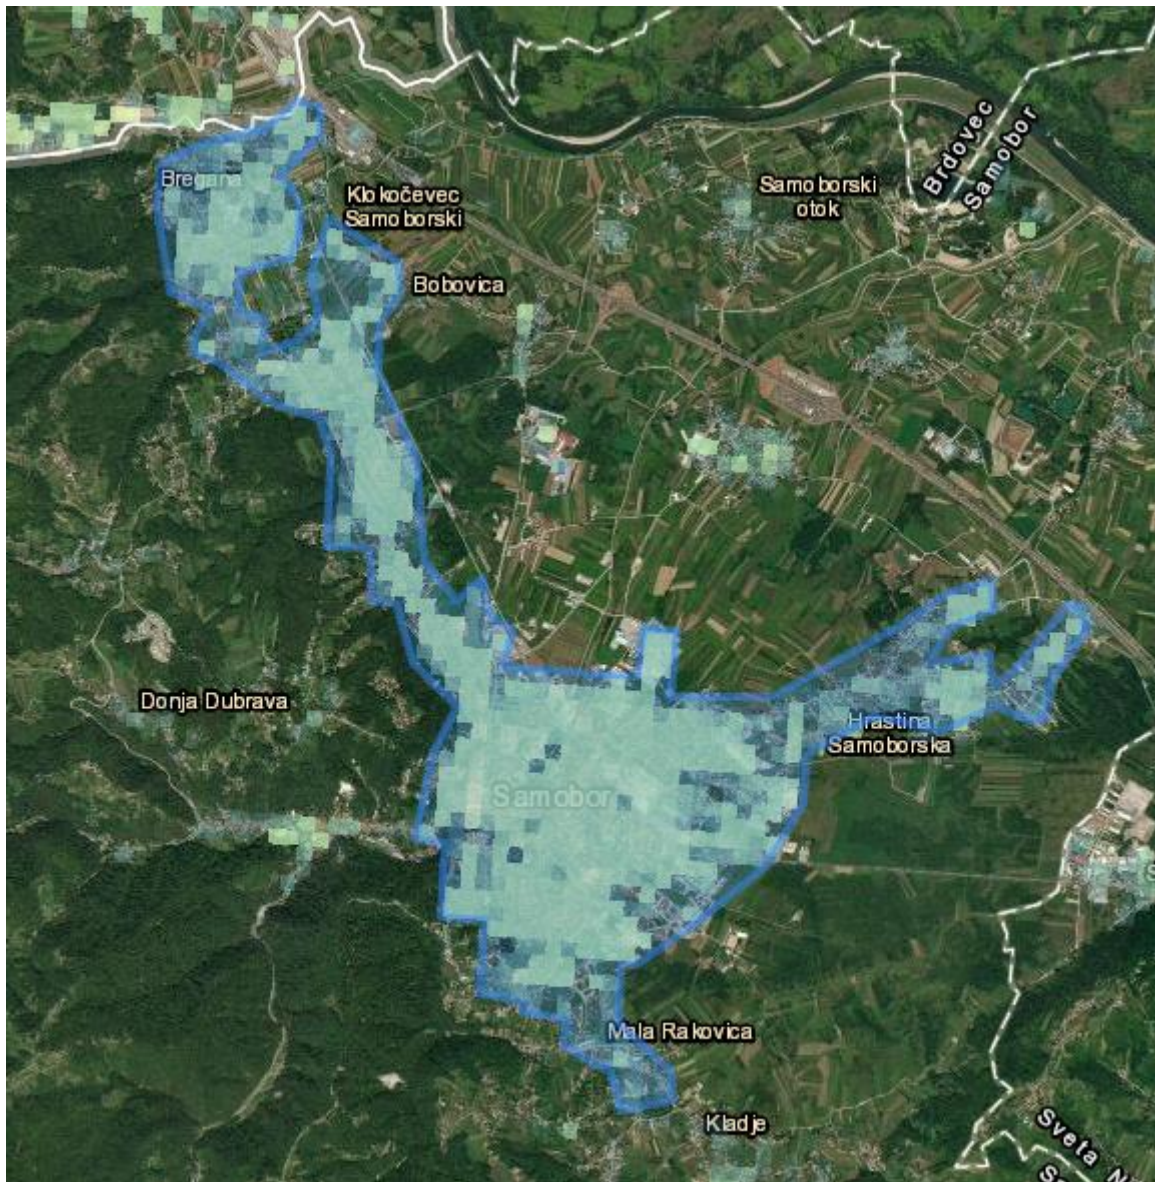 Brdovec
Samobor
Bregana
Klokočevec
Samoborski
Samoborski
otok
Bobovica
Donja Dubrava
Hrastina
Samoborska
Samobor
Mala Rakovica
Kladje
Sveta N